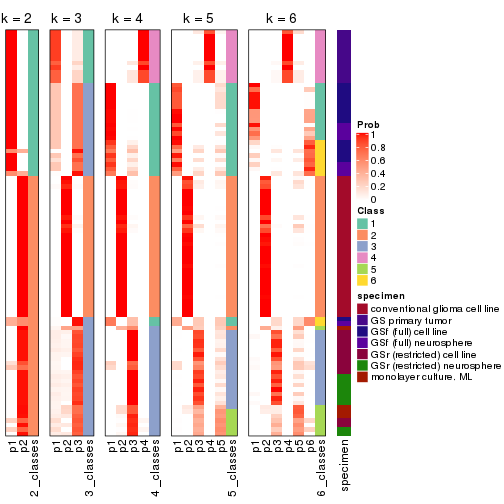 k = 2 k = 3 k = 4 k = 5 k = 6
Prob
1
0.8
0.6
0.4
0.2
0
Class
1
2
3
4
5
6
specimen
conventional glioma cell line
GS primary tumor
GSf (full) cell line
GSf (full) neurosphere
GSr (restricted) cell line
GSr (restricted) neurosphere
monolayer culture. ML
p1 p2 2_classes p1 p2 p3 3_classes p1 p2 p3 p4 4_classes p1 p2 p3 p4 p5 5_classes p1 p2 p3 p4 p5 p6 6_classes specimen